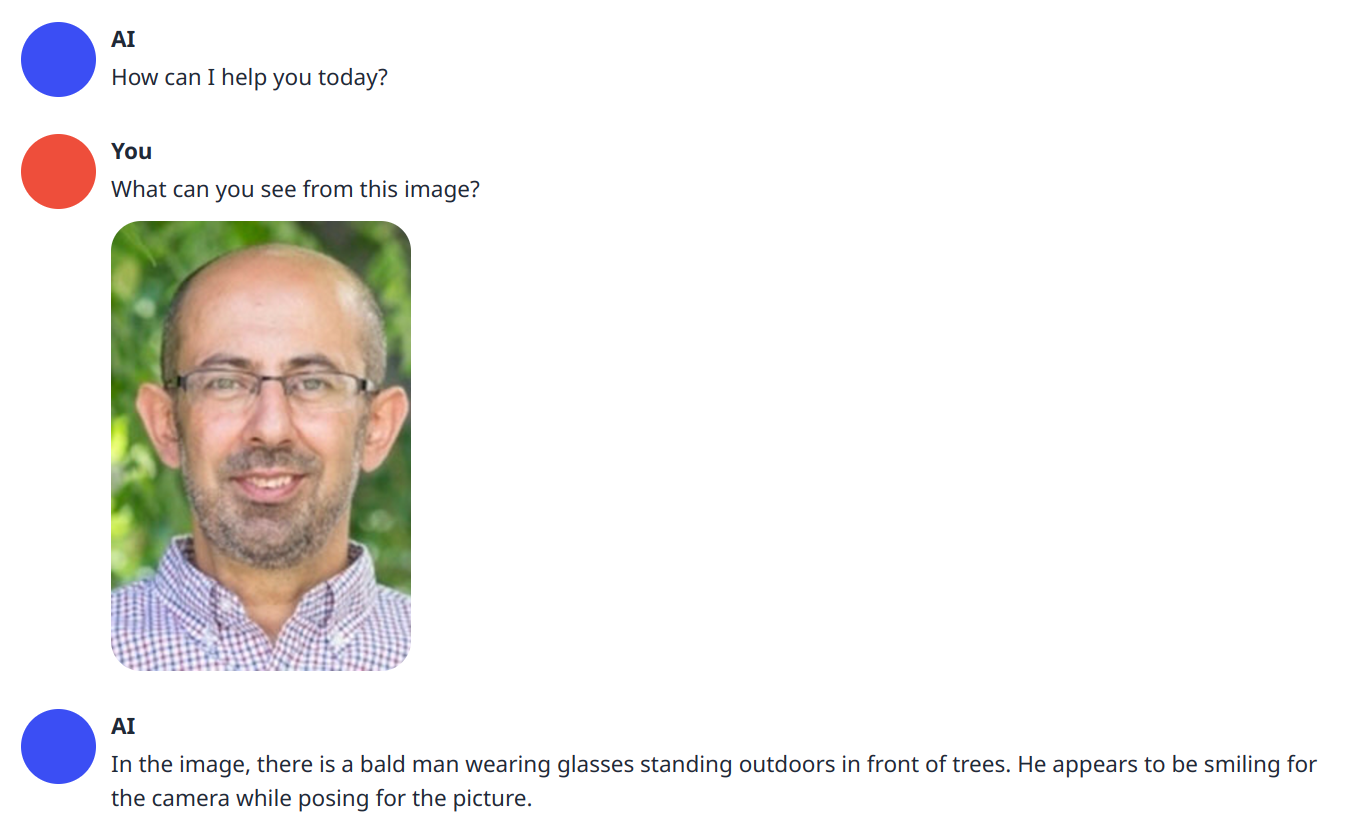 AI
How can I help you today?
You
What can you see from this image?
AI
In the image, there is a bald man wearing glasses standing outdoors in front of trees. He appears to be smiling for
the camera while posing for the picture.